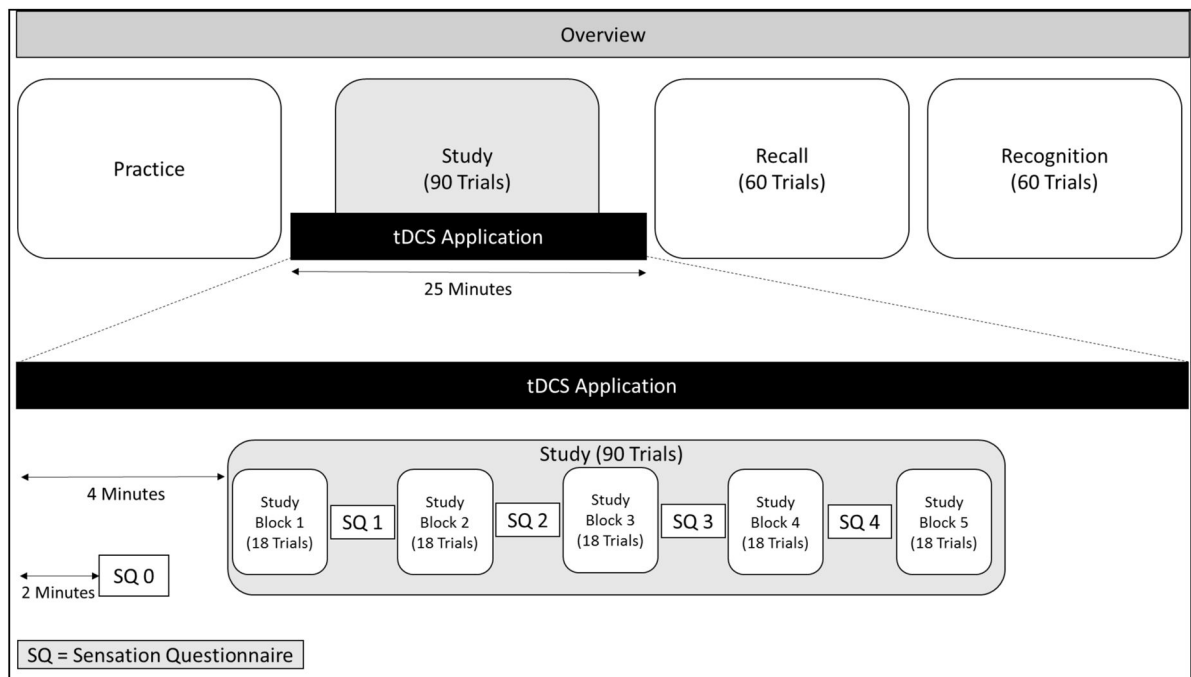 Overview
Practice
Study
(90 Trials)
Recall
(60 Trials)
Recognition
(60 Trials)
tDCS Application
25 Minutes
tDCS Application
Study (90 Trials)
4 Minutes
Study
Block 1
(18 Trials)
SQ 1
Study
Block 2
(18 Trials)
SQ 2
Study
Block 3
(18 Trials)
SQ 3
Study
Block 4
(18 Trials)
SQ 4
Study
Block 5
(18 Trials)
SQ 0
2 Minutes
SQ = Sensation Questionnaire